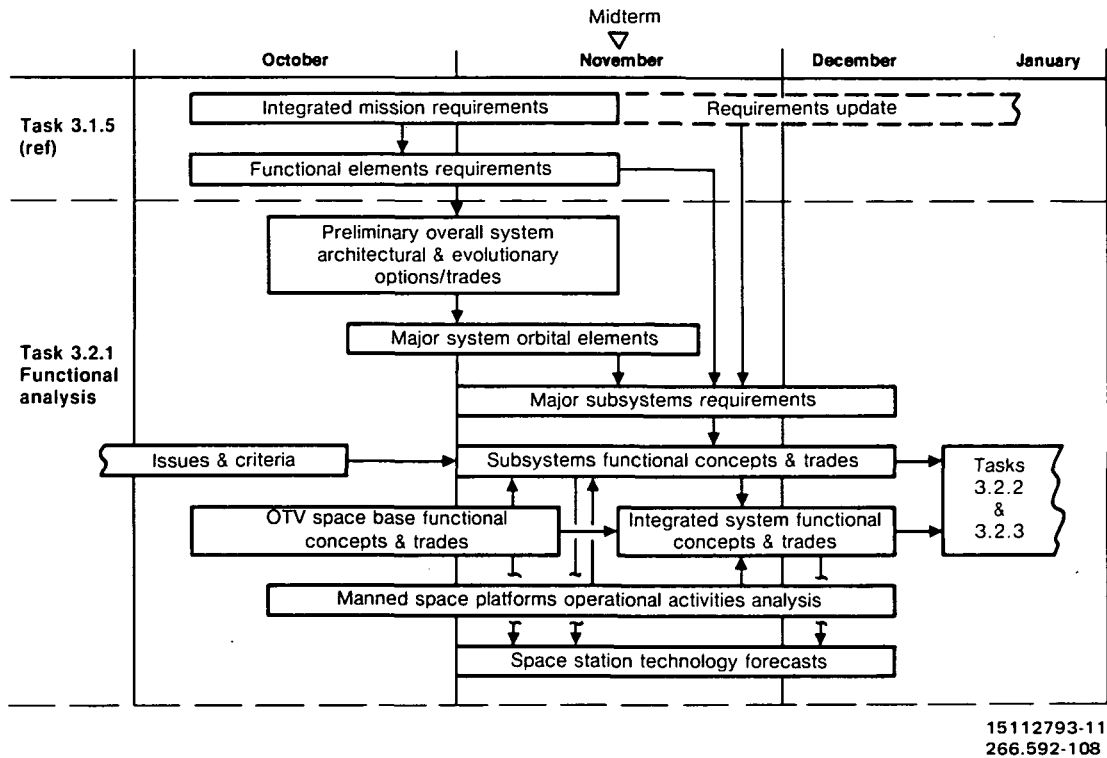 Midterm
October
November
December
January
Task 3.1.5
(ref)
Integrated mission requirements
Requirements update
Functional elements requirements
Preliminary overall system
architectural & evolutionary
options/trades
Major system orbital elements
Task 3.2.1
Functional
analysis
Major subsystems requirements
Issues & criteria
Subsystems functional concepts & trades
Tasks
3.2.2
&
3.2.3
OTV space base functional
concepts & trades
Integrated system functional
concepts & trades
Manned space platforms operational activities analysis
Space station technology forecasts
15112793-11
266.592-108